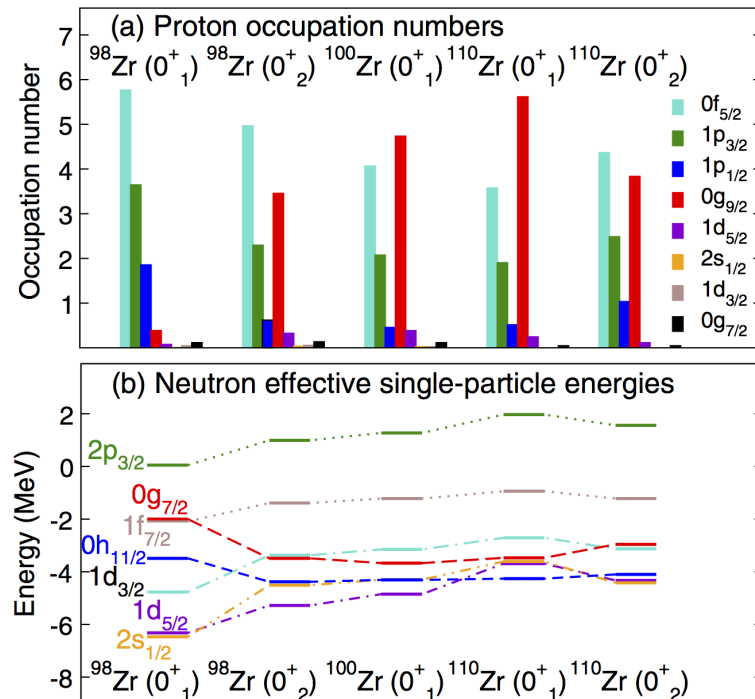 (a) Proton occupation numbers
⁹⁸Zr (0⁺₁) ⁹⁸Zr (0⁺₂) ¹⁰⁰Zr (0⁺₁) ¹¹⁰Zr (0⁺₁) ¹¹⁰Zr (0⁺₂)
Occupation number
7
6
5
4
3
2
1
0f₅/₂
1p₃/₂
1p₁/₂
0g₉/₂
1d₅/₂
2s₁/₂
1d₃/₂
0g₇/₂
(b) Neutron effective single-particle energies
Energy (MeV)
2
0
-2
-4
-6
-8
2p₃/₂
0g₇/₂
1f₇/₂
0h₁₁/₂
1d₃/₂
1d₅/₂
2s₁/₂
⁹⁸Zr (0⁺₁) ⁹⁸Zr (0⁺₂) ¹⁰⁰Zr (0⁺₁) ¹¹⁰Zr (0⁺₁) ¹¹⁰Zr (0⁺₂)